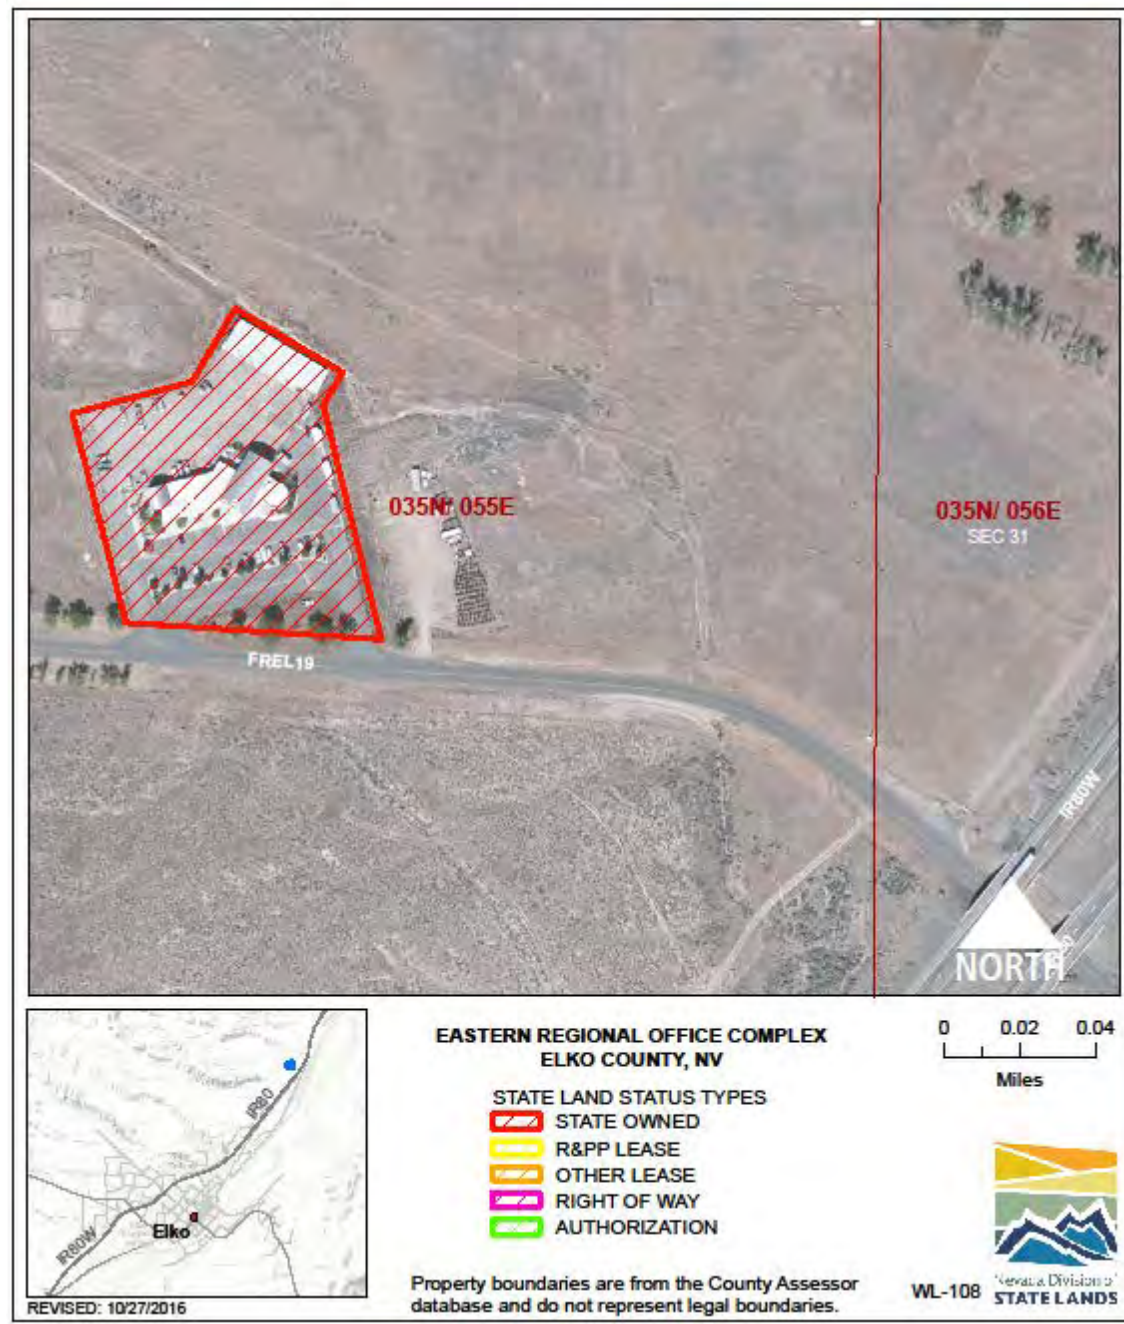 035N/ 055E
035N/ 056E
SEC 31
FREL19
IR80W
NORTH
EASTERN REGIONAL OFFICE COMPLEX
ELKO COUNTY, NV
STATE LAND STATUS TYPES
STATE OWNED
R&PP LEASE
OTHER LEASE
RIGHT OF WAY
AUTHORIZATION
Property boundaries are from the County Assessor
database and do not represent legal boundaries.
0 0.02 0.04
Miles
IR80
Elko
IR80W
REVISED: 10/27/2016
WL-108
Nevada Division of
STATE LANDS